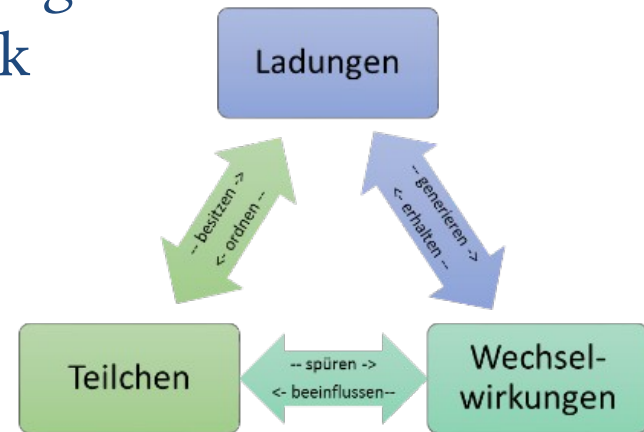 k
Ladungen
-- besitzen ->
<- ordnen --
-- generieren ->
<- erhalten --
Teilchen
-- spüren ->
<- beeinflussen--
Wechsel-
wirkungen